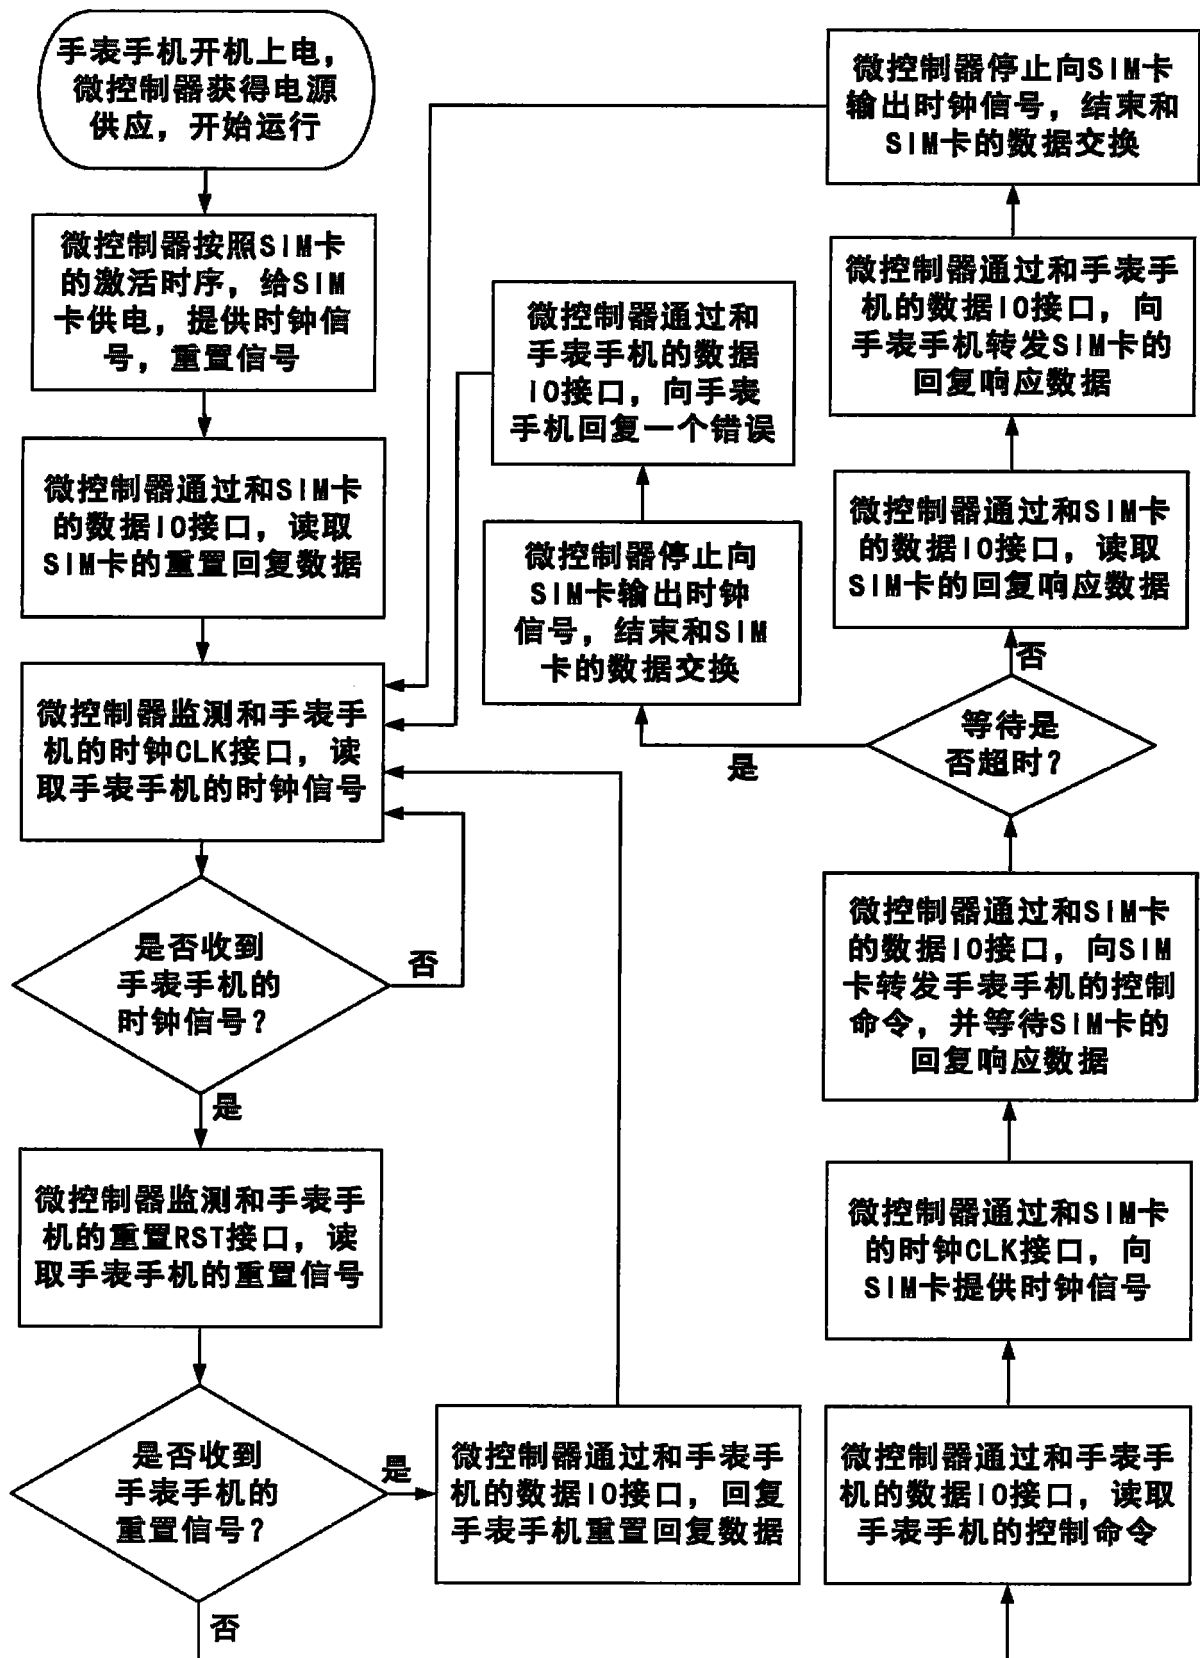 手表手机开机上电，
微控制器获得电源
供应，开始运行
微控制器按照SIM卡
的激活时序，给SIM
卡供电，提供时钟信
号，重置信号
微控制器通过和SIM卡
的数据IO接口，读取
SIM卡的重置回复数据
微控制器监测和手表手
机的时钟CLK接口，读
取手表手机的时钟信号
是否收到
手表手机的
时钟信号？
否
是
微控制器监测和手表手
机的重置RST接口，读
取手表手机的重置信号
是否收到
手表手机的
重置信号？
是
否
微控制器通过和手表手
机的数据IO接口，回复
手表手机重置回复数据
微控制器通过和手表手
机的数据IO接口，读取
手表手机的控制命令
微控制器通过和SIM卡
的时钟CLK接口，向
SIM卡提供时钟信号
微控制器通过和SIM卡
的数据IO接口，向SIM
卡转发手表手机的控制
命令，并等待SIM卡的
回复响应数据
等待是
否超时？
是
否
微控制器停止向
SIM卡输出时钟
信号，结束和SIM
卡的数据交换
微控制器通过和
手表手机的数据
IO接口，向手表
手机回复一个错误
微控制器通过和SIM卡
的数据IO接口，读取
SIM卡的回复响应数据
微控制器通过和手表手
机的数据IO接口，向
手表手机转发SIM卡的
回复响应数据
微控制器停止向SIM卡
输出时钟信号，结束和
SIM卡的数据交换